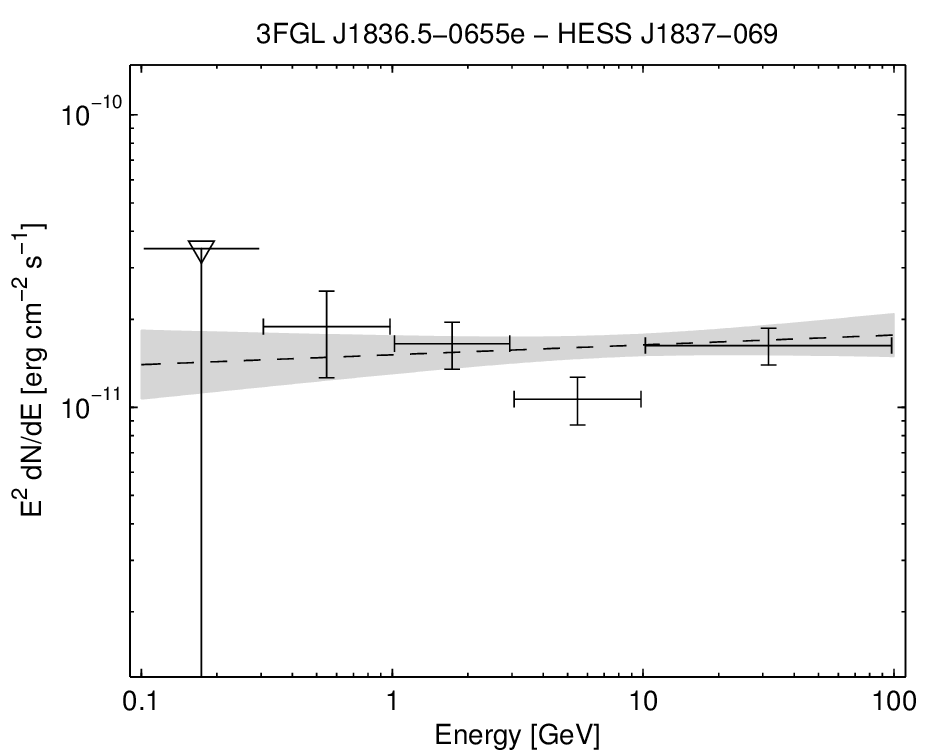 3FGL J1836.5−0655e − HESS J1837−069
10⁻¹⁰
10⁻¹¹
E² dN/dE [erg cm⁻² s⁻¹]
0.1 1 10 100
Energy [GeV]